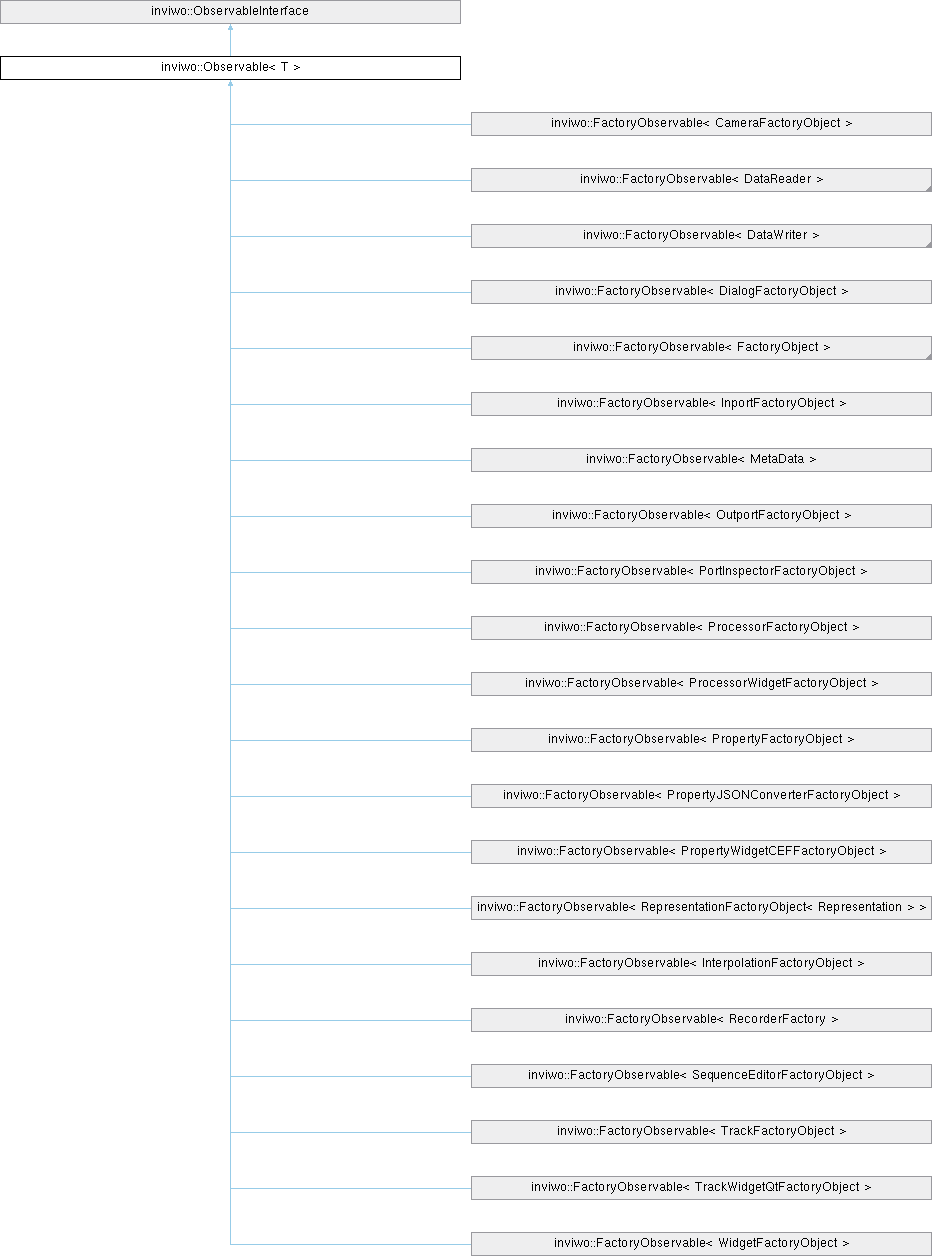 inviwo::ObservableInterface
inviwo::Observable< T >
inviwo::FactoryObservable< CameraFactoryObject >
inviwo::FactoryObservable< DataReader >
inviwo::FactoryObservable< DataWriter >
inviwo::FactoryObservable< DialogFactoryObject >
inviwo::FactoryObservable< FactoryObject >
inviwo::FactoryObservable< InportFactoryObject >
inviwo::FactoryObservable< MetaData >
inviwo::FactoryObservable< OutportFactoryObject >
inviwo::FactoryObservable< PortInspectorFactoryObject >
inviwo::FactoryObservable< ProcessorFactoryObject >
inviwo::FactoryObservable< ProcessorWidgetFactoryObject >
inviwo::FactoryObservable< PropertyFactoryObject >
inviwo::FactoryObservable< PropertyJSONConverterFactoryObject >
inviwo::FactoryObservable< PropertyWidgetCEFFactoryObject >
inviwo::FactoryObservable< RepresentationFactoryObject< Representation > >
inviwo::FactoryObservable< InterpolationFactoryObject >
inviwo::FactoryObservable< RecorderFactory >
inviwo::FactoryObservable< SequenceEditorFactoryObject >
inviwo::FactoryObservable< TrackFactoryObject >
inviwo::FactoryObservable< TrackWidgetQtFactoryObject >
inviwo::FactoryObservable< WidgetFactoryObject >